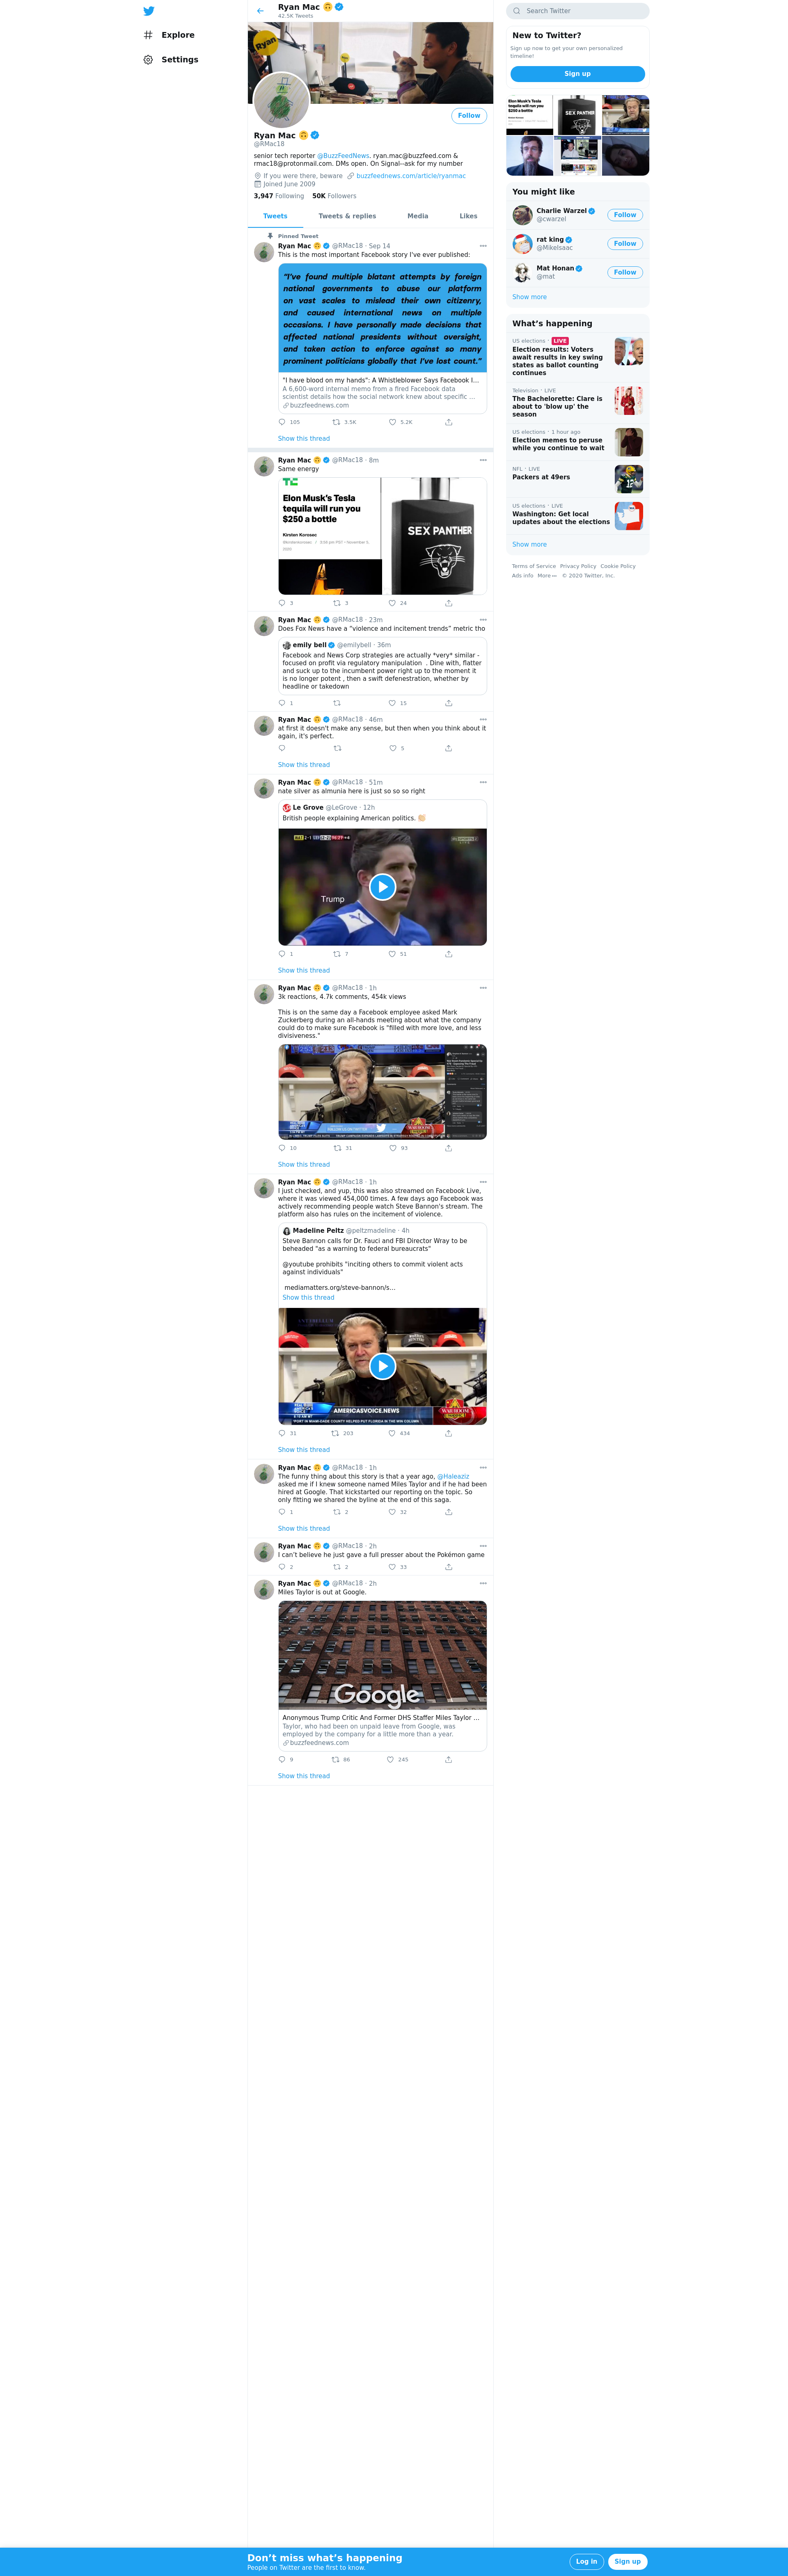 Explore
Settings
Ryan Mac 🙃
42.5K Tweets
Ryan
Follow
Ryan Mac 🙃
@RMac18
senior tech reporter @BuzzFeedNews. ryan.mac@buzzfeed.com &
rmac18@protonmail.com. DMs open. On Signal--ask for my number
If you were there, beware buzzfeednews.com/article/ryanmac
Joined June 2009
3,947 Following 50K Followers
Tweets Tweets & replies Media Likes
Pinned Tweet
Ryan Mac 🙃 @RMac18 · Sep 14
This is the most important Facebook story I've ever published:
"I've found multiple blatant attempts by foreign
national governments to abuse our platform
on vast scales to mislead their own citizenry,
and caused international news on multiple
occasions. I have personally made decisions that
affected national presidents without oversight,
and taken action to enforce against so many
prominent politicians globally that I've lost count."
"I have blood on my hands": A Whistleblower Says Facebook I...
A 6,600-word internal memo from a fired Facebook data
scientist details how the social network knew about specific ...
buzzfeednews.com
105 3.5K 5.2K
Show this thread
Ryan Mac 🙃 @RMac18 · 8m
Same energy
Elon Musk's Tesla
tequila will run you
$250 a bottle
Kirsten Korosec
SEX PANTHER
3 3 24
Ryan Mac 🙃 @RMac18 · 23m
Does Fox News have a "violence and incitement trends" metric tho
emily bell @emilybell · 36m
Facebook and News Corp strategies are actually *very* similar -
focused on profit via regulatory manipulation . Dine with, flatter
and suck up to the incumbent power right up to the moment it
is no longer potent , then a swift defenestration, whether by
headline or takedown
1 15
Ryan Mac 🙃 @RMac18 · 46m
at first it doesn't make any sense, but then when you think about it
again, it's perfect.
5
Show this thread
Ryan Mac 🙃 @RMac18 · 51m
nate silver as almunia here is just so so so right
Le Grove @LeGrove · 12h
British people explaining American politics. 👏🏻
Trump
1 7 51
Show this thread
Ryan Mac 🙃 @RMac18 · 1h
3k reactions, 4.7k comments, 454k views
This is on the same day a Facebook employee asked Mark
Zuckerberg during an all-hands meeting about what the company
could do to make sure Facebook is "filled with more love, and less
divisiveness."
10 31 93
Show this thread
Ryan Mac 🙃 @RMac18 · 1h
I just checked, and yup, this was also streamed on Facebook Live,
where it was viewed 454,000 times. A few days ago Facebook was
actively recommending people watch Steve Bannon's stream. The
platform also has rules on the incitement of violence.
Madeline Peltz @peltzmadeline · 4h
Steve Bannon calls for Dr. Fauci and FBI Director Wray to be
beheaded "as a warning to federal bureaucrats"
@youtube prohibits "inciting others to commit violent acts
against individuals"
mediamatters.org/steve-bannon/s...
Show this thread
AMERICASVOICE.NEWS
31 203 434
Show this thread
Ryan Mac 🙃 @RMac18 · 1h
The funny thing about this story is that a year ago, @Haleaziz
asked me if I knew someone named Miles Taylor and if he had been
hired at Google. That kickstarted our reporting on the topic. So
only fitting we shared the byline at the end of this saga.
1 2 32
Show this thread
Ryan Mac 🙃 @RMac18 · 2h
I can't believe he just gave a full presser about the Pokémon game
2 2 33
Ryan Mac 🙃 @RMac18 · 2h
Miles Taylor is out at Google.
Google
Anonymous Trump Critic And Former DHS Staffer Miles Taylor ...
Taylor, who had been on unpaid leave from Google, was
employed by the company for a little more than a year.
buzzfeednews.com
9 86 245
Show this thread
Search Twitter
New to Twitter?
Sign up now to get your own personalized
timeline!
Sign up
Elon Musk's Tesla
tequila will run you
$250 a bottle
SEX PANTHER
You might like
Charlie Warzel
@cwarzel
Follow
rat king
@MikeIsaac
Follow
Mat Honan
@mat
Follow
Show more
What's happening
US elections · LIVE
Election results: Voters
await results in key swing
states as ballot counting
continues
Television · LIVE
The Bachelorette: Clare is
about to 'blow up' the
season
US elections · 1 hour ago
Election memes to peruse
while you continue to wait
NFL · LIVE
Packers at 49ers
US elections · LIVE
Washington: Get local
updates about the elections
Show more
Terms of Service Privacy Policy Cookie Policy
Ads info More © 2020 Twitter, Inc.
Don't miss what's happening
People on Twitter are the first to know.
Log in
Sign up